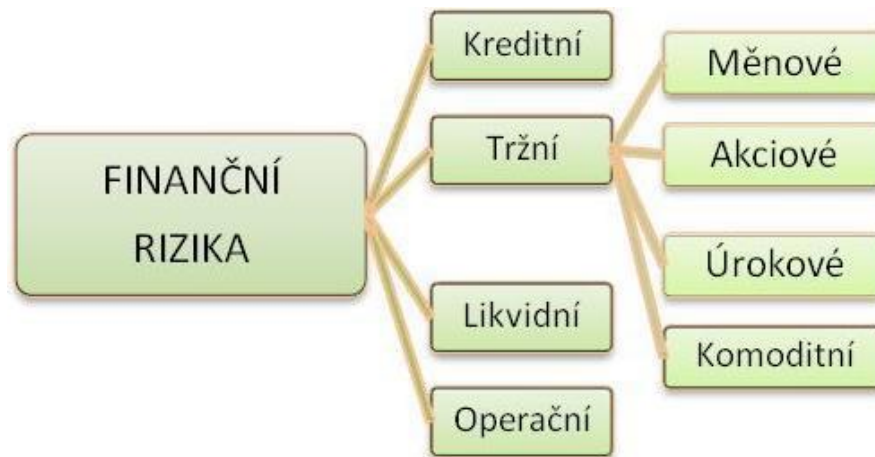 FINANČNÍ
RIZIKA
Kreditní
Tržní
Likvidní
Operační
Měnové
Akciové
Úrokové
Komoditní